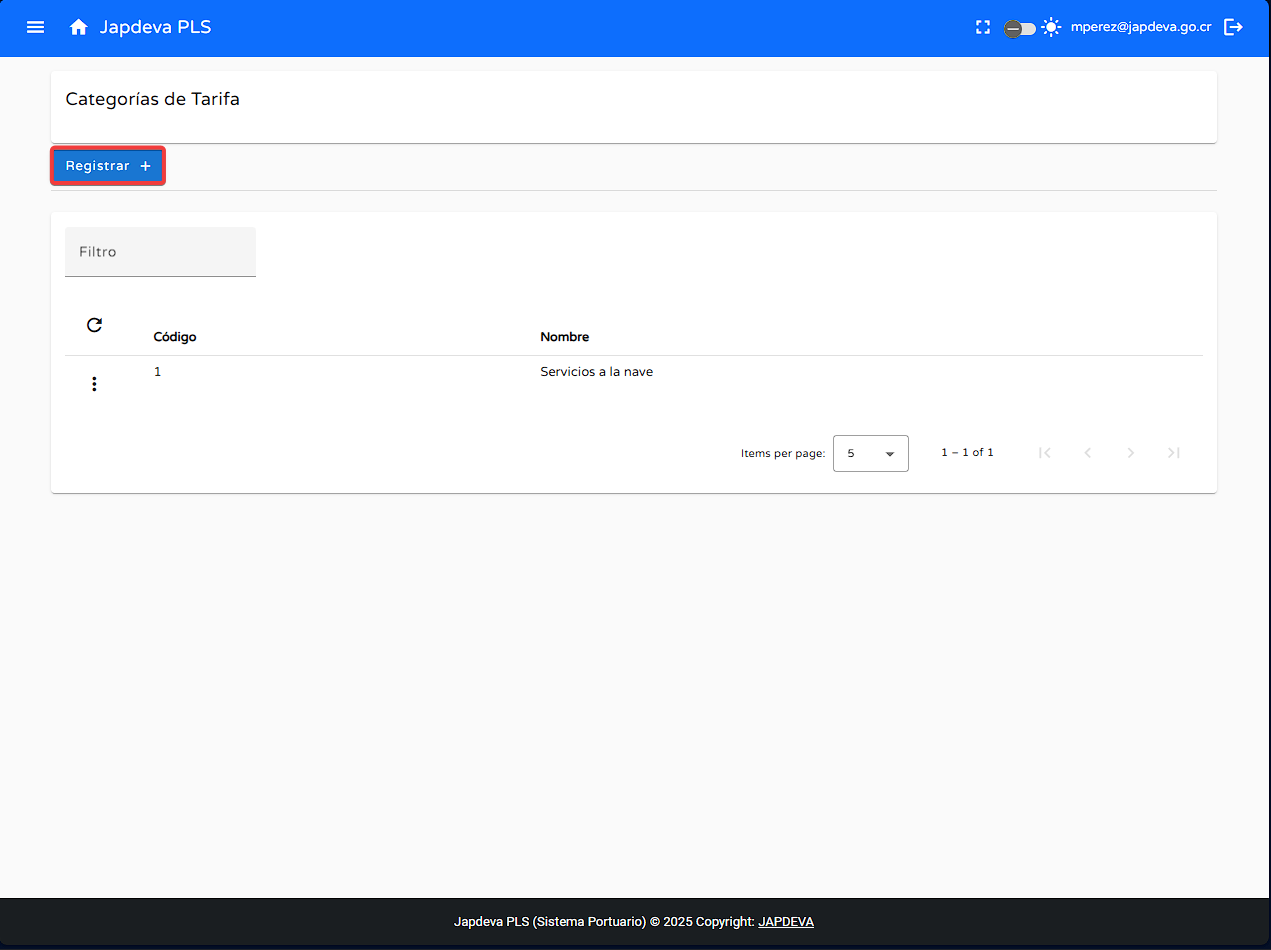 Japdeva PLS
mperez@japdeva.go.cr
Categorías de Tarifa
Registrar +
Filtro
Código Nombre
1 Servicios a la nave
Items per page: 5 1 – 1 of 1
Japdeva PLS (Sistema Portuario) © 2025 Copyright: JAPDEVA